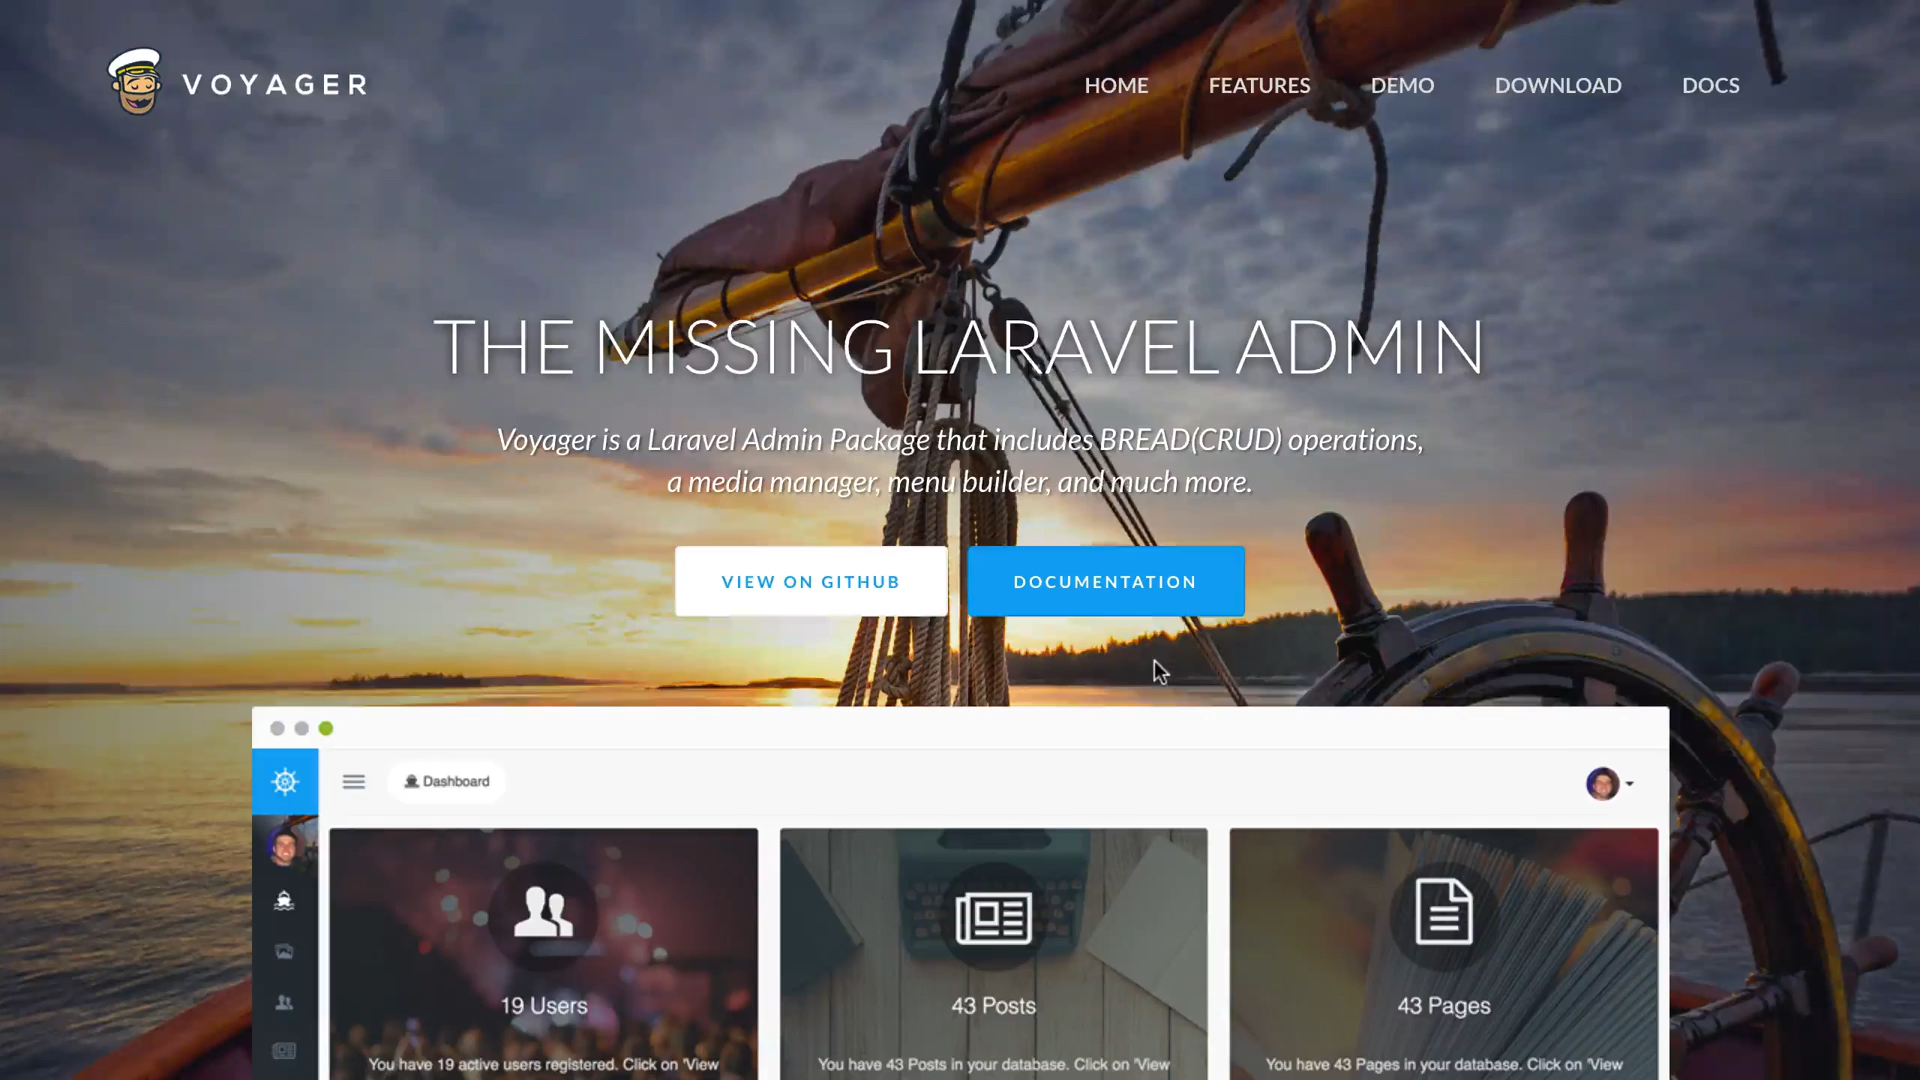 VOYAGER
HOME FEATURES DEMO DOWNLOAD DOCS
THE MISSING LARAVEL ADMIN
Voyager is a Laravel Admin Package that includes BREAD(CRUD) operations,
a media manager, menu builder, and much more.
VIEW ON GITHUB DOCUMENTATION
Dashboard
19 Users
You have 19 active users registered. Click on 'View
43 Posts
You have 43 Posts in your database. Click on 'View
43 Pages
You have 43 Pages in your database. Click on 'View